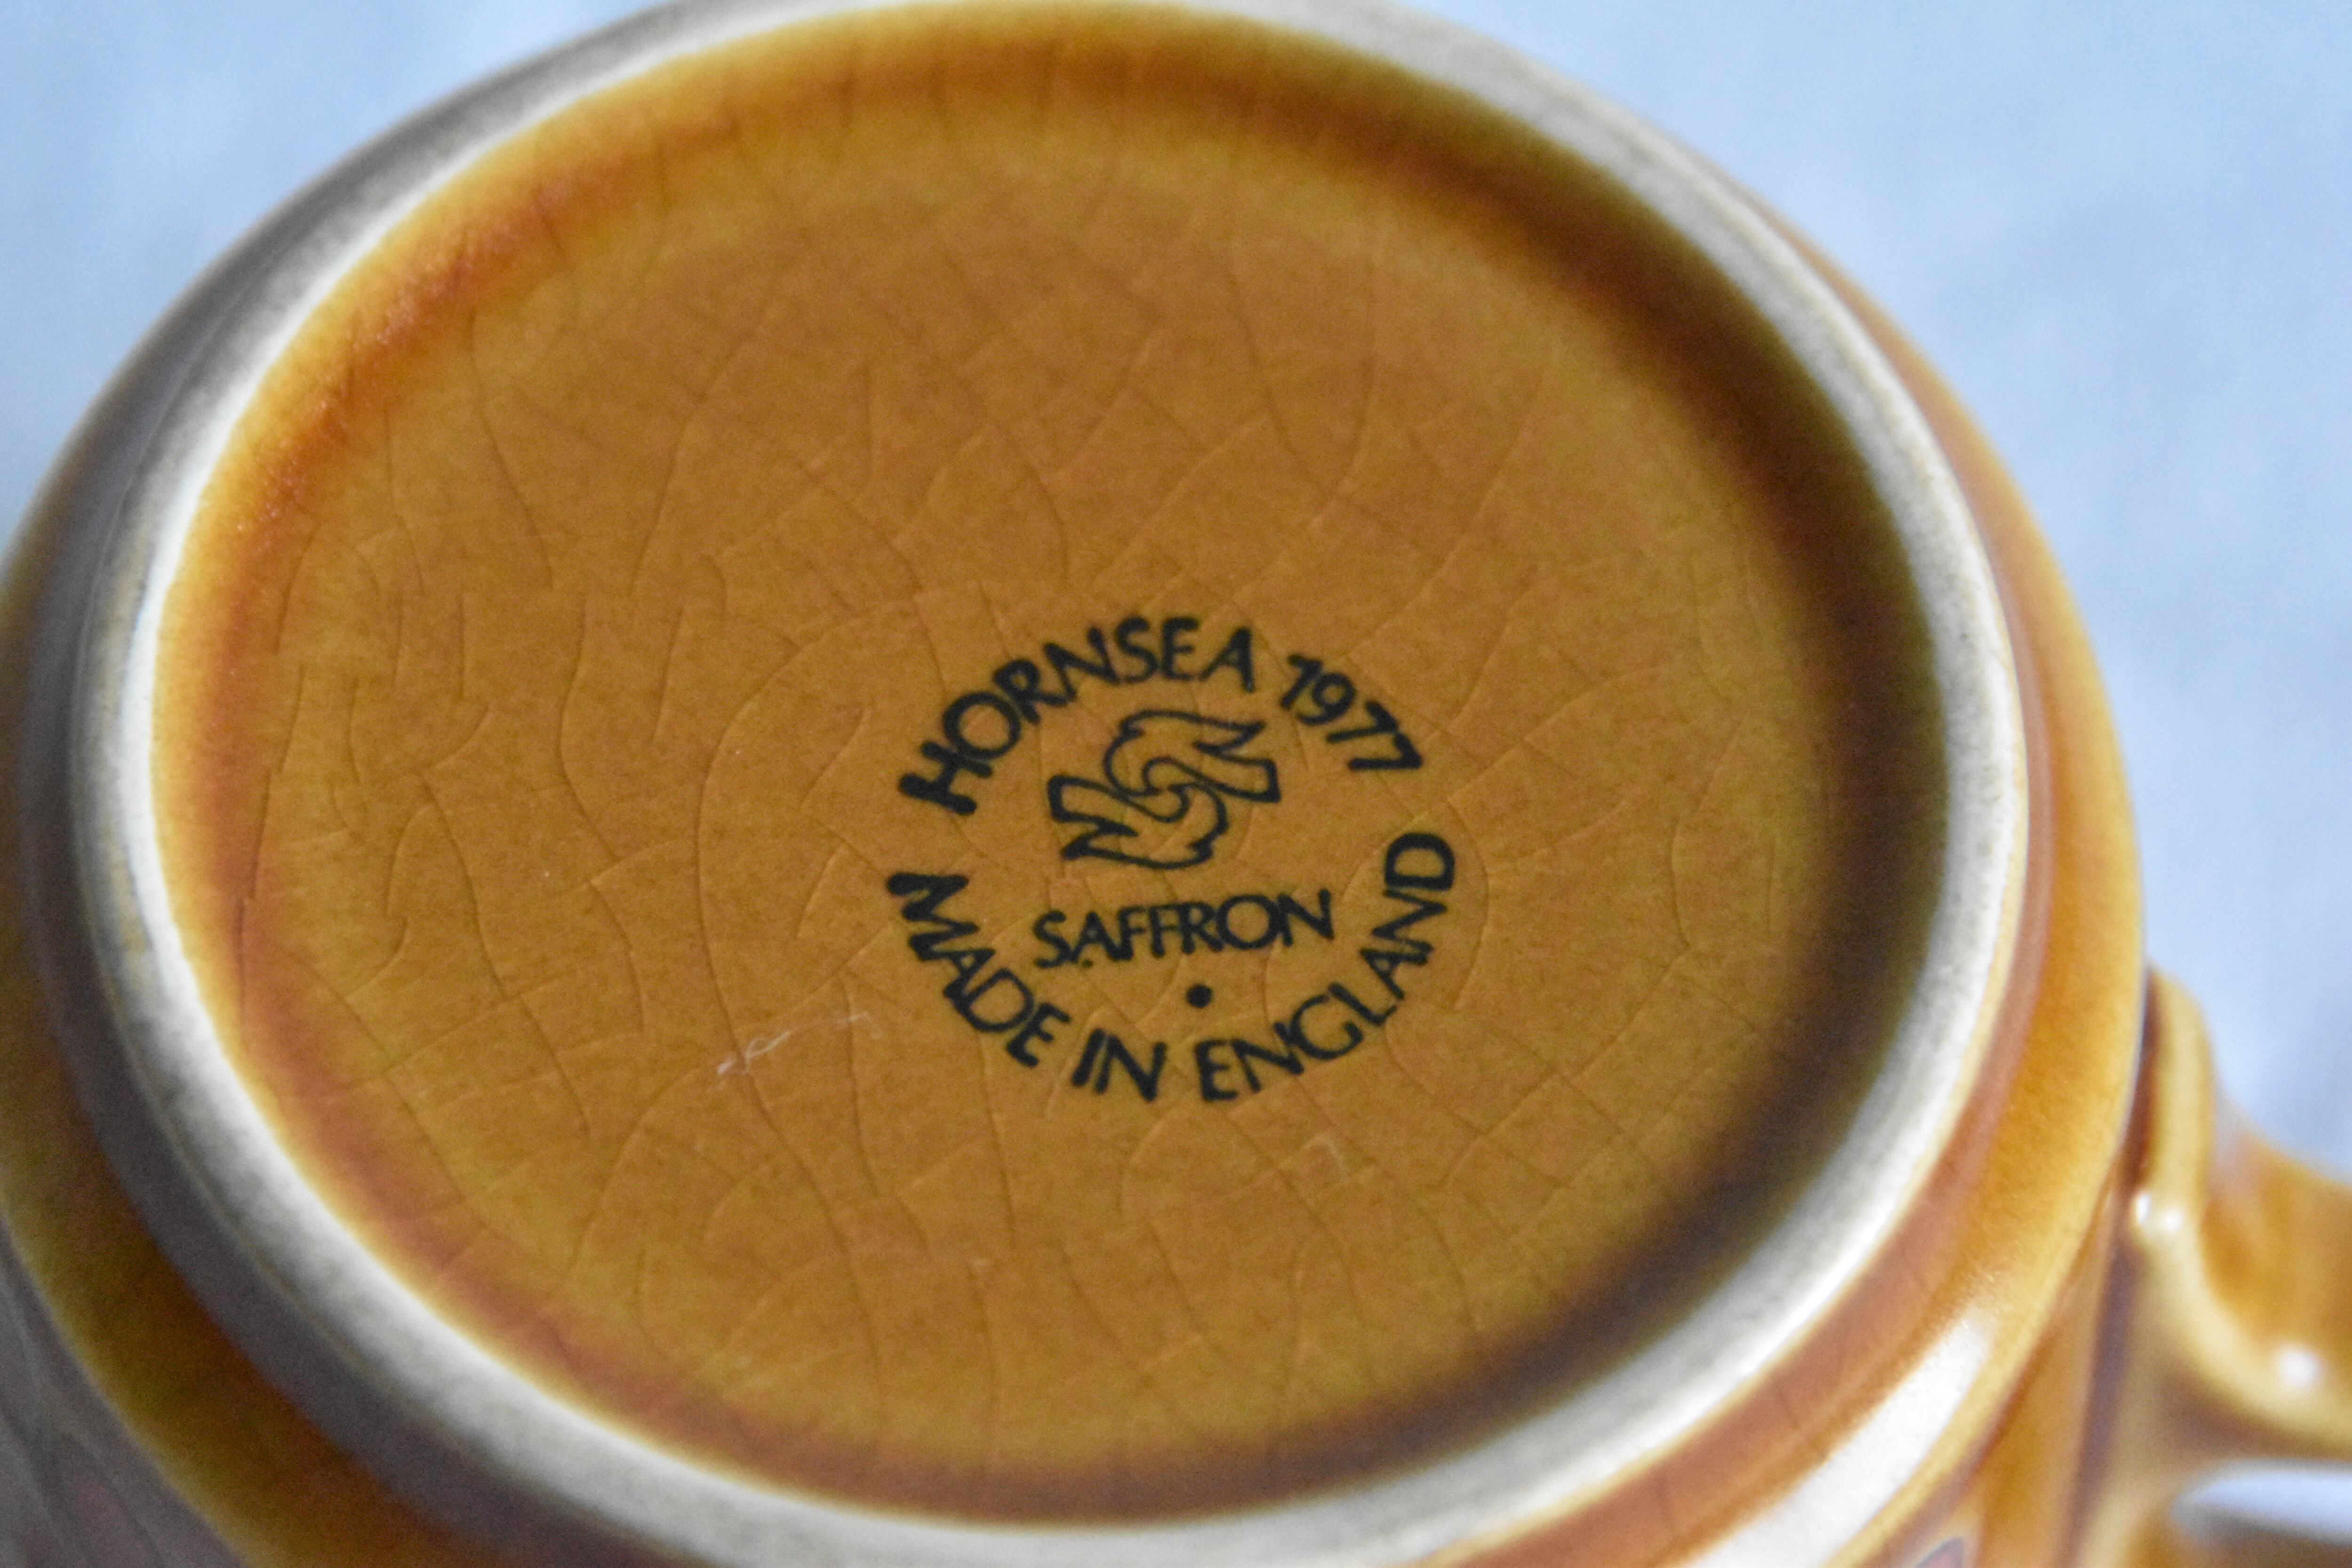 HORNSEA 1977
SAFFRON
MADE IN ENGLAND